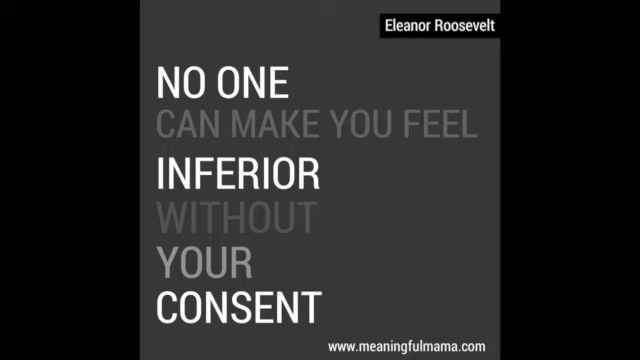 Eleanor Roosevelt
NO ONE
CAN MAKE YOU FEEL
INFERIOR
WITHOUT
YOUR
CONSENT
www.meaningfulmama.com